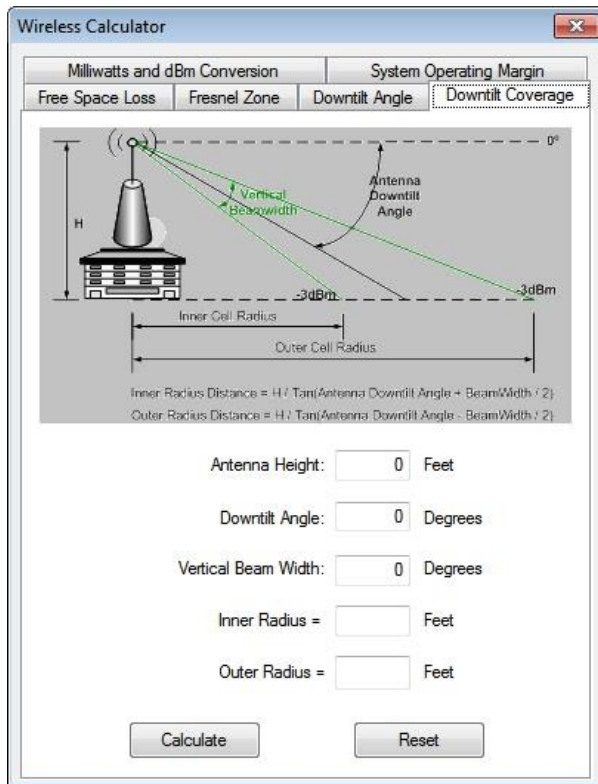 Wireless Calculator
Milliwatts and dBm Conversion
System Operating Margin
Free Space Loss
Fresnel Zone
Downtilt Angle
Downtilt Coverage
0º
Vertical
Beamwidth
Antenna
Downtilt
Angle
H
-3dBm
-3dBm
Inner Cell Radius
Outer Cell Radius
Inner Radius Distance = H / Tan(Antenna Downtilt Angle + BeamWidth / 2)
Outer Radius Distance = H / Tan(Antenna Downtilt Angle - BeamWidth / 2)
Antenna Height: 0 Feet
Downtilt Angle: 0 Degrees
Vertical Beam Width: 0 Degrees
Inner Radius = Feet
Outer Radius = Feet
Calculate
Reset